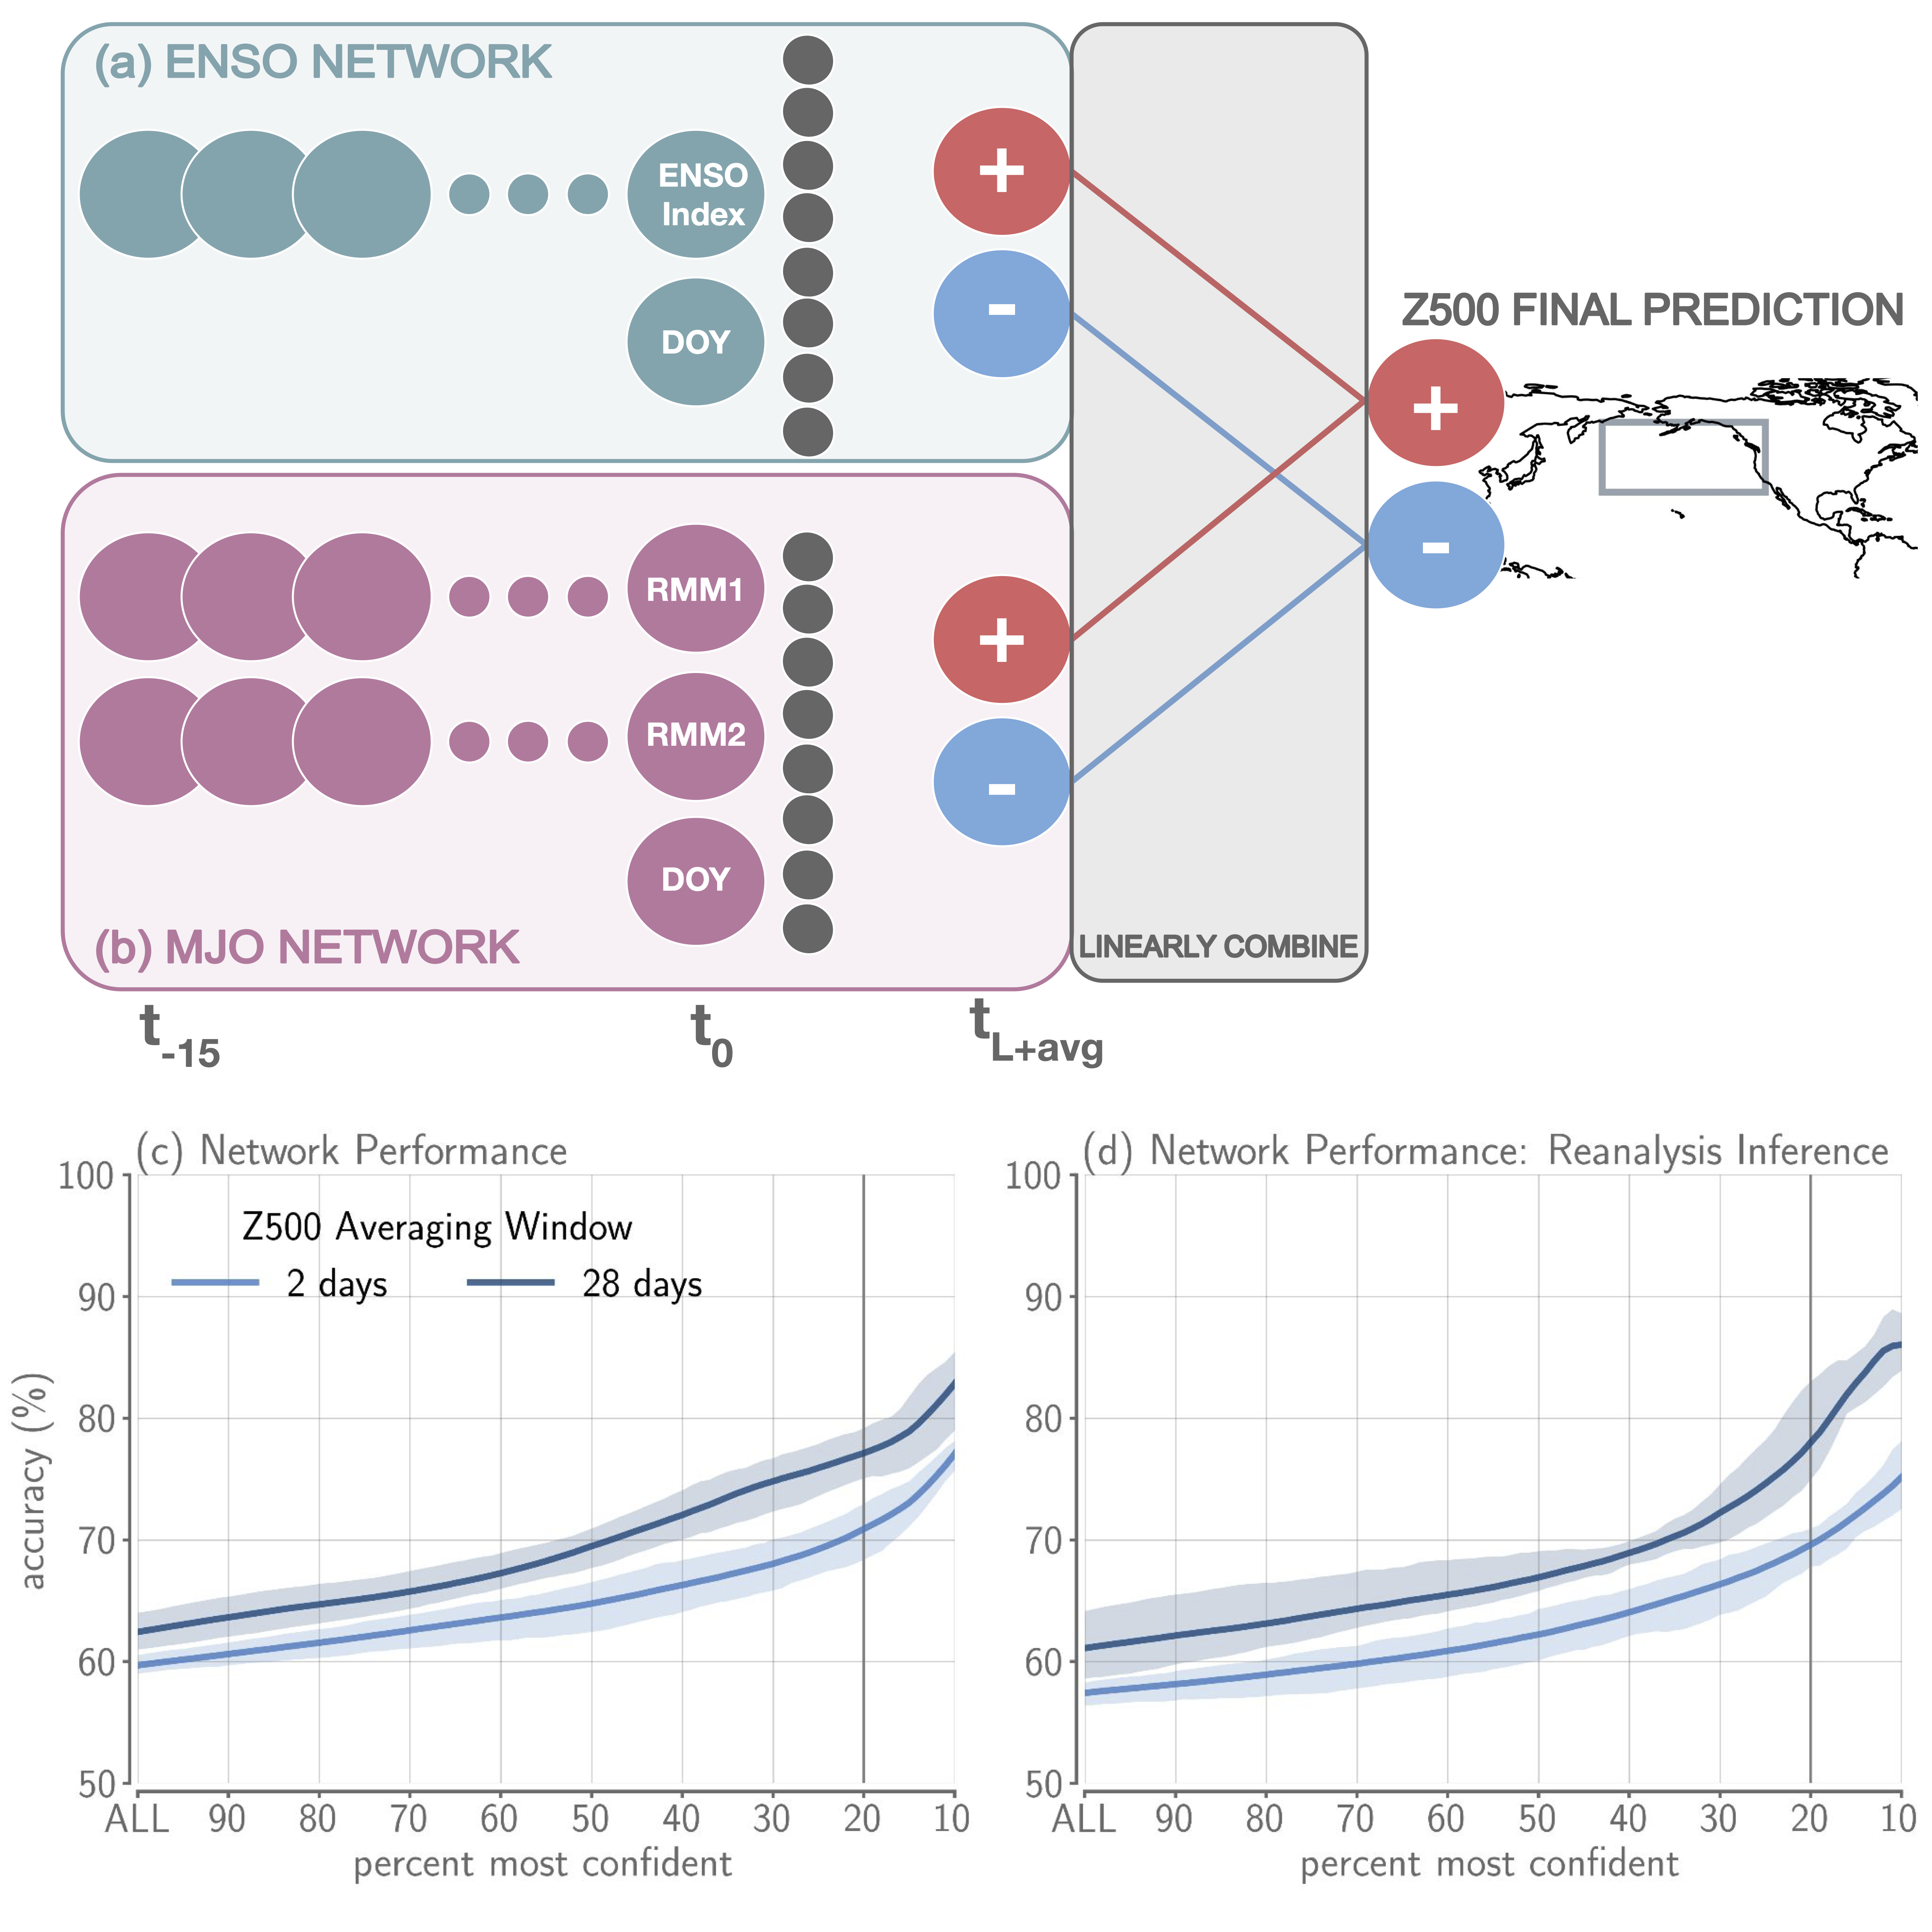 (a) ENSO NETWORK
ENSO
Index
DOY
+
-
Z500 FINAL PREDICTION
+
-
RMM1
RMM2
DOY
+
-
(b) MJO NETWORK
LINEARLY COMBINE
t-15
t0
tL+avg
(c) Network Performance
100
90
80
70
60
50
accuracy (%)
Z500 Averaging Window
2 days
28 days
ALL 90 80 70 60 50 40 30 20 10
percent most confident
(d) Network Performance: Reanalysis Inference
100
90
80
70
60
50
ALL 90 80 70 60 50 40 30 20 10
percent most confident